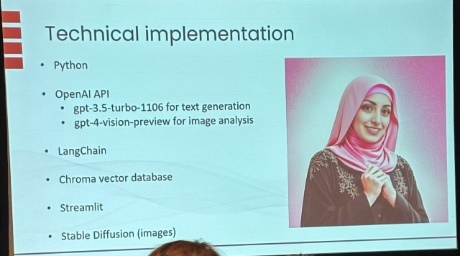 Technical implementation
Python
OpenAI API
gpt-3.5-turbo-1106 for text generation
gpt-4-vision-preview for image analysis
LangChain
Chroma vector database
Streamlit
Stable Diffusion (images)